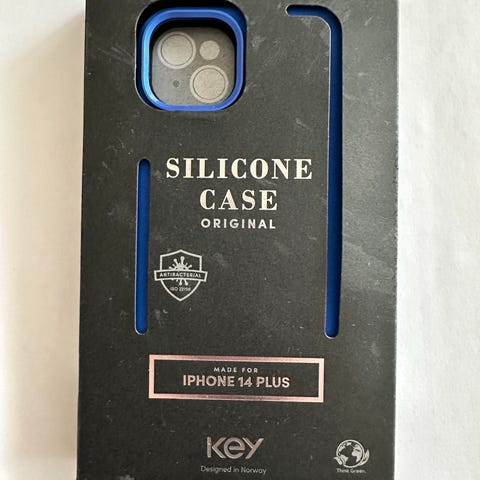 SILICONE
CASE
ORIGINAL
ANTIBACTERIAL
ISO 22196
MADE FOR
IPHONE 14 PLUS
Key
Designed in Norway
Think Green.